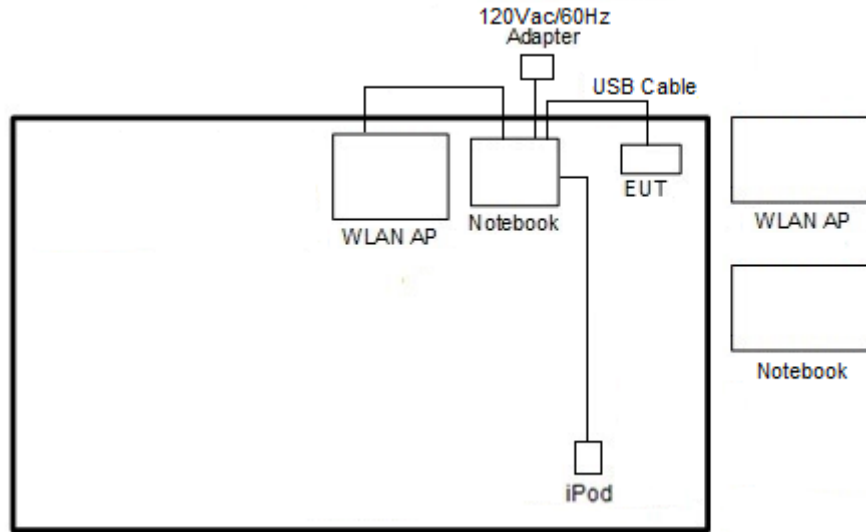 120Vac/60Hz
Adapter
USB Cable
EUT
WLAN AP
Notebook
WLAN AP
Notebook
iPod